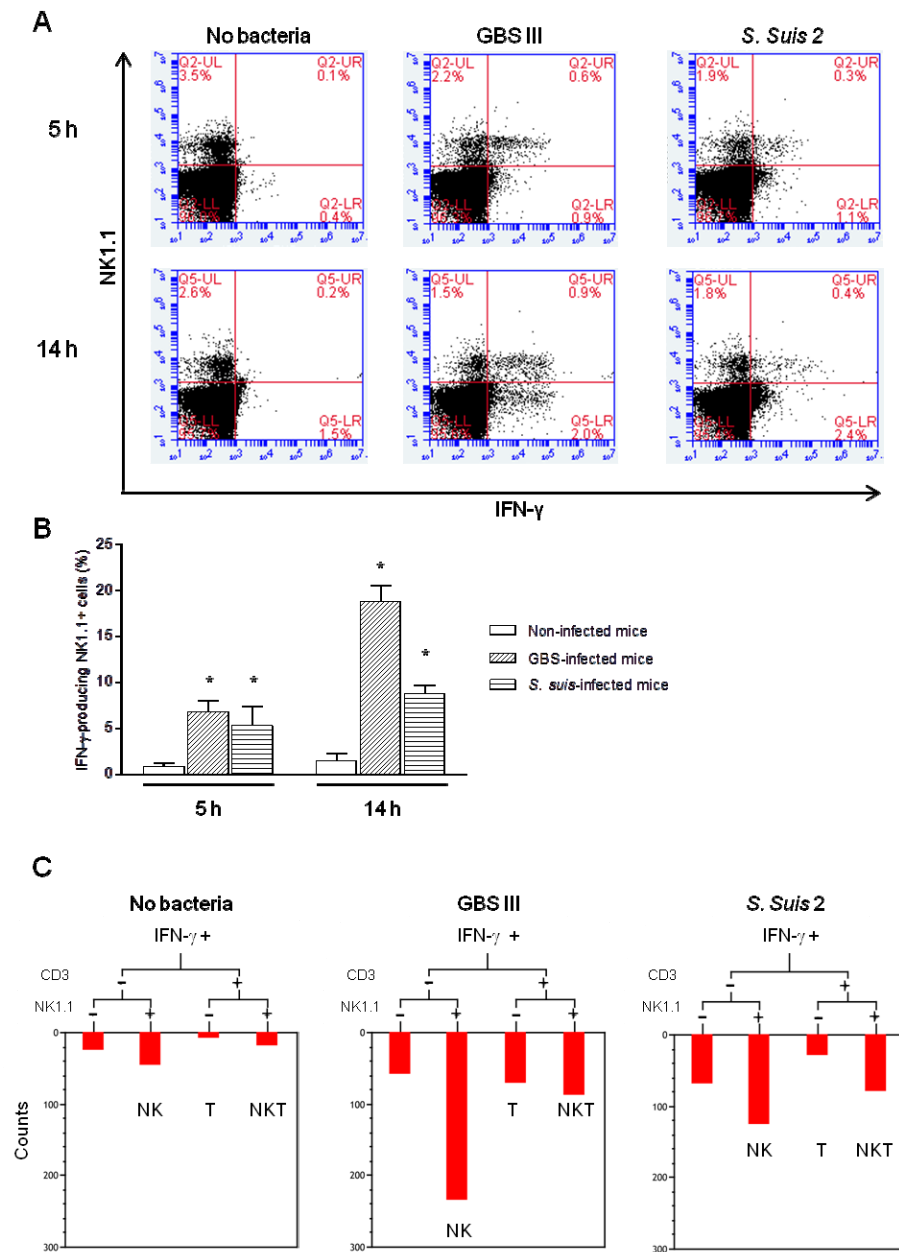 A
No bacteria
GBS III
S. Suis 2
5 h
Q2-UL
3.5%
Q2-UR
0.1%
Q2-LR
0.4%
Q2-UL
2.2%
Q2-UR
0.6%
Q2-LR
0.9%
Q2-UL
1.9%
Q2-UR
0.3%
Q2-LR
1.1%
14 h
Q5-UL
2.6%
Q5-UR
0.2%
Q5-LR
1.5%
Q5-UL
1.5%
Q5-UR
0.9%
Q5-LR
2.0%
Q5-UL
1.8%
Q5-UR
0.4%
Q5-LR
2.4%
NK1.1
IFN-γ
B
IFN-γ-producing NK1.1+ cells (%)
25
20
15
10
5
0
* * * *
5 h
14 h
Non-infected mice
GBS-infected mice
S. suis-infected mice
C
No bacteria
IFN-γ +
CD3
- +
NK1.1
- + - +
0
100
200
300
Counts
NK T NKT
GBS III
IFN-γ +
CD3
- +
NK1.1
- + - +
0
100
200
300
T NKT
NK
S. Suis 2
IFN-γ +
CD3
- +
NK1.1
- + - +
0
100
200
300
NK T NKT